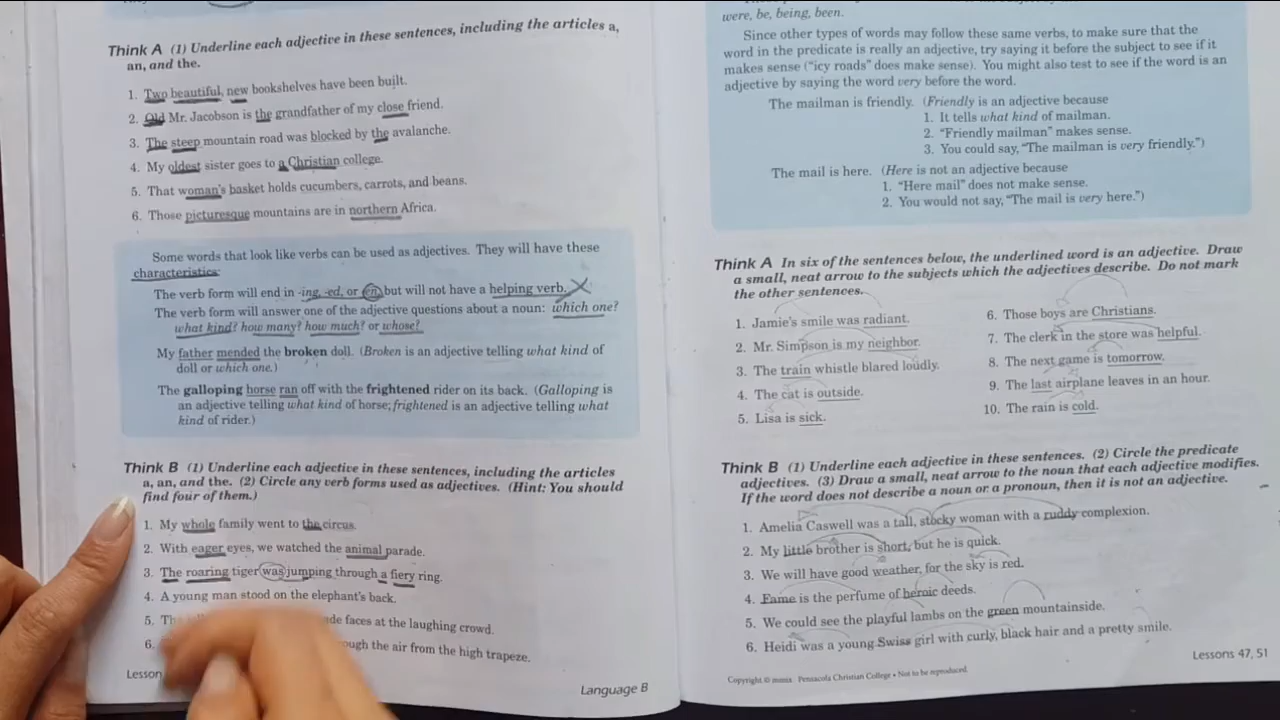 Think A (1) Underline each adjective in these sentences, including the articles a,
an, and the.
1. Two beautiful, new bookshelves have been built.
2. Old Mr. Jacobson is the grandfather of my close friend.
3. The steep mountain road was blocked by the avalanche.
4. My oldest sister goes to a Christian college.
5. That woman's basket holds cucumbers, carrots, and beans.
6. Those picturesque mountains are in northern Africa.
Some words that look like verbs can be used as adjectives. They will have these
characteristics:
The verb form will end in -ing, -ed, or -en, but will not have a helping verb.
The verb form will answer one of the adjective questions about a noun: which one?
what kind? how many? how much? or whose?
My father mended the broken doll. (Broken is an adjective telling what kind of
doll or which one.)
The galloping horse ran off with the frightened rider on its back. (Galloping is
an adjective telling what kind of horse; frightened is an adjective telling what
kind of rider.)
Think B (1) Underline each adjective in these sentences, including the articles
a, an, and the. (2) Circle any verb forms used as adjectives. (Hint: You should
find four of them.)
1. My whole family went to the circus.
2. With eager eyes, we watched the animal parade.
3. The roaring tiger was jumping through a fiery ring.
4. A young man stood on the elephant's back.
5. faces at the laughing crowd.
6. the air from the high trapeze.
Lesson
Language B
were, be, being, been.
Since other types of words may follow these same verbs, to make sure that the
word in the predicate is really an adjective, try saying it before the subject to see if it
makes sense ("icy roads" does make sense). You might also test to see if the word is an
adjective by saying the word very before the word.
The mailman is friendly. (Friendly is an adjective because
1. It tells what kind of mailman.
2. "Friendly mailman" makes sense.
3. You could say, "The mailman is very friendly.")
The mail is here. (Here is not an adjective because
1. "Here mail" does not make sense.
2. You would not say, "The mail is very here.")
Think A In six of the sentences below, the underlined word is an adjective. Draw
a small, neat arrow to the subjects which the adjectives describe. Do not mark
the other sentences.
1. Jamie's smile was radiant.
2. Mr. Simpson is my neighbor.
3. The train whistle blared loudly.
4. The cat is outside.
5. Lisa is sick.
6. Those boys are Christians.
7. The clerk in the store was helpful.
8. The next game is tomorrow.
9. The last airplane leaves in an hour.
10. The rain is cold.
Think B (1) Underline each adjective in these sentences. (2) Circle the predicate
adjectives. (3) Draw a small, neat arrow to the noun that each adjective modifies.
If the word does not describe a noun or a pronoun, then it is not an adjective.
1. Amelia Caswell was a tall, stocky woman with a ruddy complexion.
2. My little brother is short, but he is quick.
3. We will have good weather, for the sky is red.
4. Fame is the perfume of heroic deeds.
5. We could see the playful lambs on the green mountainside.
6. Heidi was a young Swiss girl with curly, black hair and a pretty smile.
Lessons 47, 51
Copyright © mmix Pensacola Christian College • Not to be reproduced.